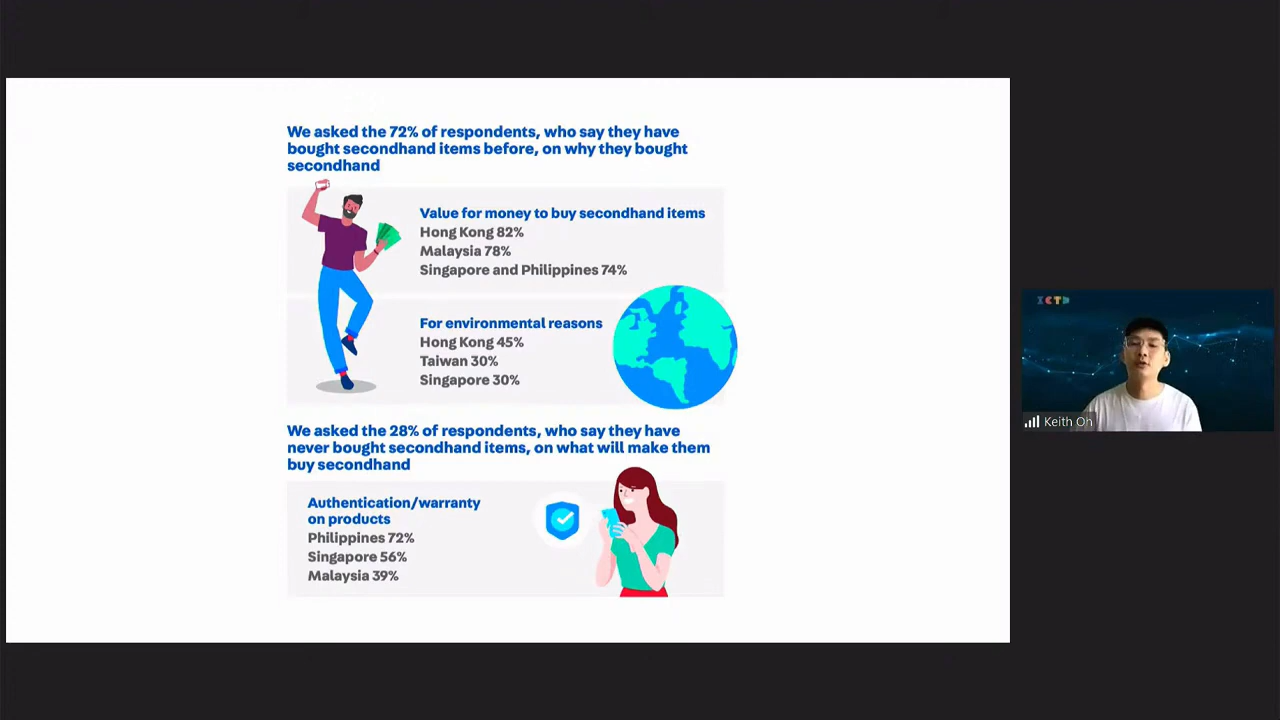 We asked the 72% of respondents, who say they have
bought secondhand items before, on why they bought
secondhand
Value for money to buy secondhand items
Hong Kong 82%
Malaysia 78%
Singapore and Philippines 74%
For environmental reasons
Hong Kong 45%
Taiwan 30%
Singapore 30%
We asked the 28% of respondents, who say they have
never bought secondhand items, on what will make them
buy secondhand
Authentication/warranty
on products
Philippines 72%
Singapore 56%
Malaysia 39%
ICTD
Keith Oh